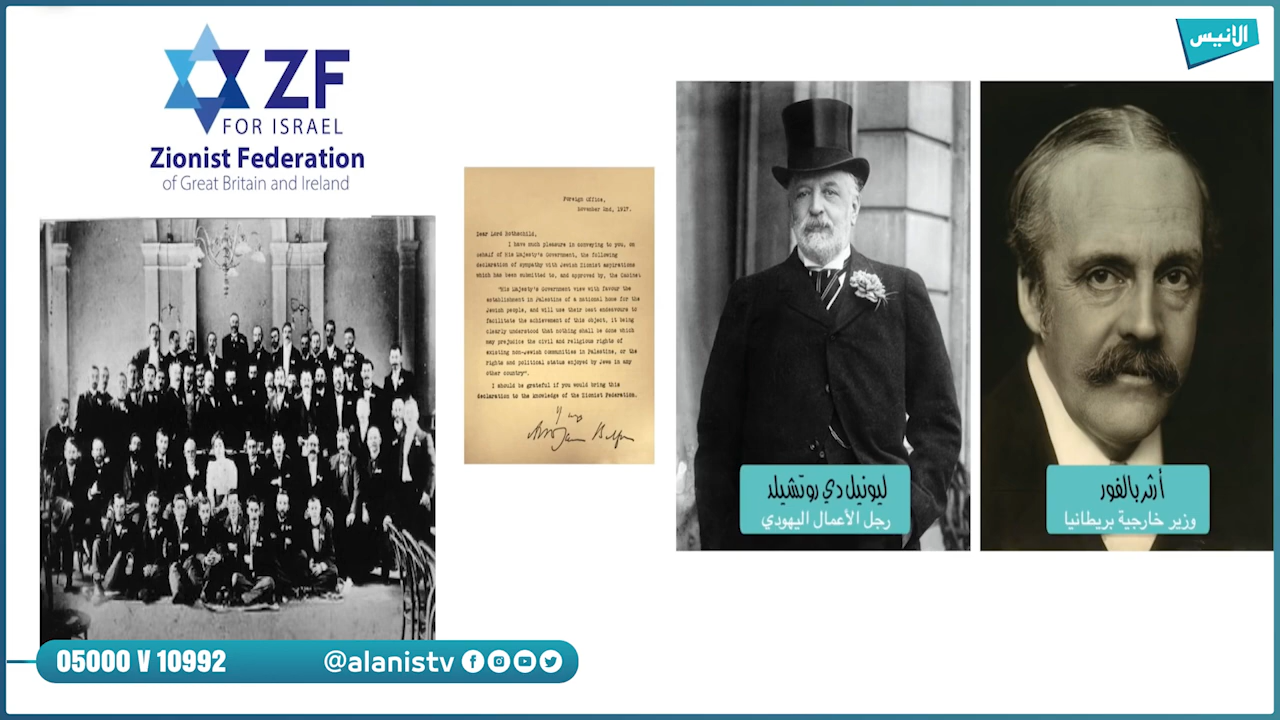 الانيس
ZF
FOR ISRAEL
Zionist Federation
of Great Britain and Ireland
Foreign Office,
November 2nd, 1917.
Dear Lord Rothschild,
I have much pleasure in conveying to you, on
behalf of His Majesty's Government, the following
declaration of sympathy with Jewish Zionist aspirations
which has been submitted to, and approved by, the Cabinet
"His Majesty's Government view with favour the
establishment in Palestine of a national home for the
Jewish people, and will use their best endeavours to
facilitate the achievement of this object, it being
clearly understood that nothing shall be done which
may prejudice the civil and religious rights of
existing non-Jewish communities in Palestine, or the
rights and political status enjoyed by Jews in any
other country".
I should be grateful if you would bring this
declaration to the knowledge of the Zionist Federation.
ليونيل دي روتشيلد
رجل الأعمال اليهودي
أرثر بالفور
وزير خارجية بريطانيا
05000 V 10992
@alanistv